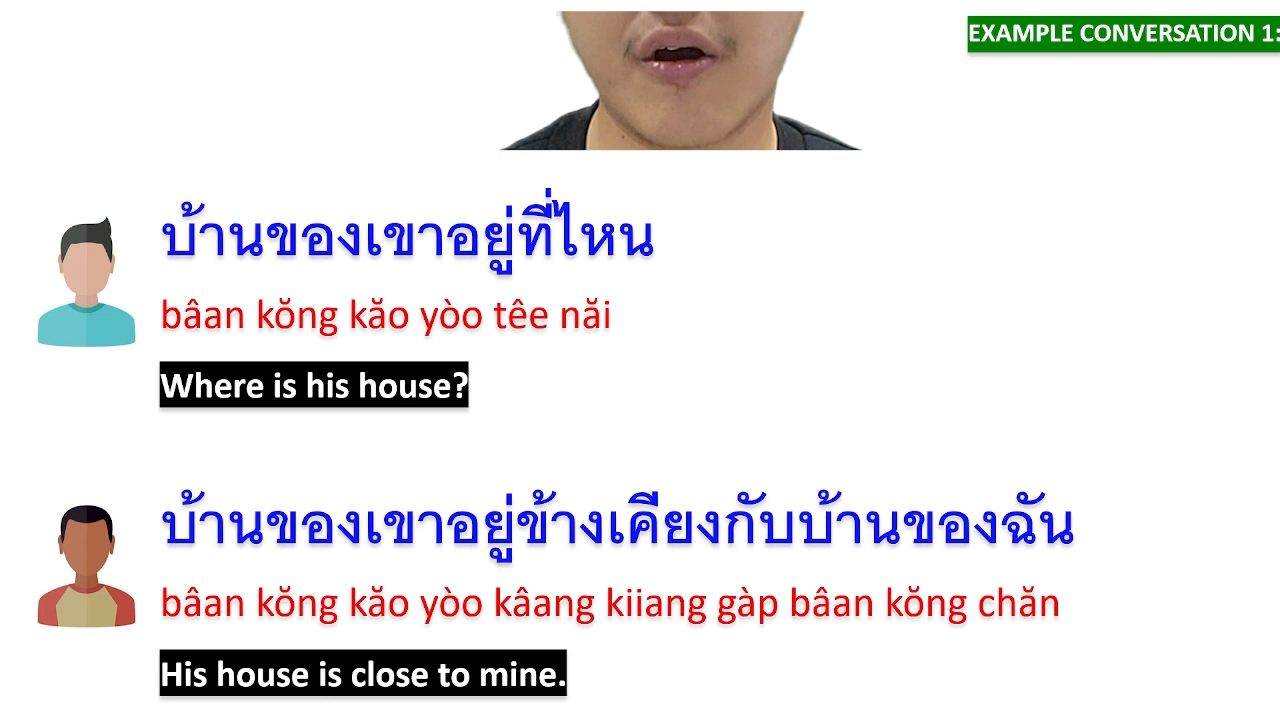 EXAMPLE CONVERSATION 1:
บ้านของเขาอยู่ที่ไหน
bâan kŏng kăo yòo têe năi
Where is his house?
บ้านของเขาอยู่ข้างเคียงกับบ้านของฉัน
bâan kŏng kăo yòo kâang kiiang gàp bâan kŏng chăn
His house is close to mine.